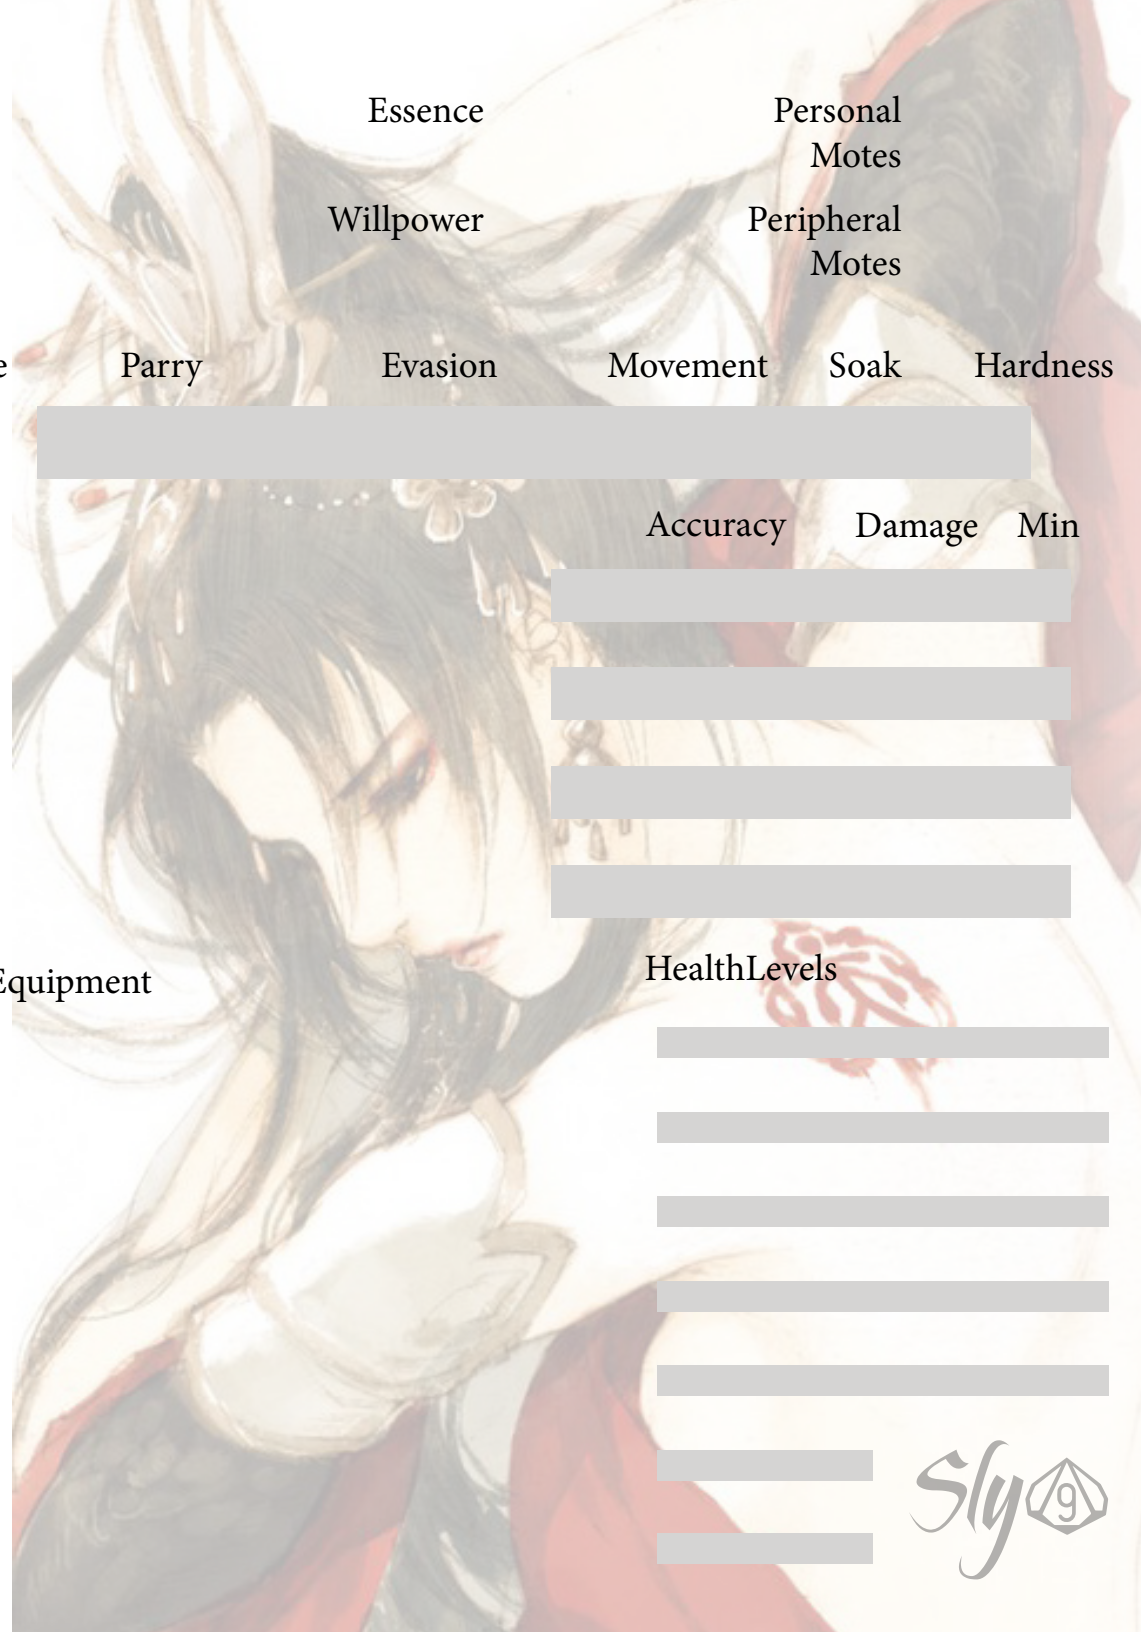 Essence
Personal
Motes
Willpower
Peripheral
Motes
e Parry Evasion Movement Soak Hardness
Accuracy Damage Min
HealthLevels
Equipment
Sly 9